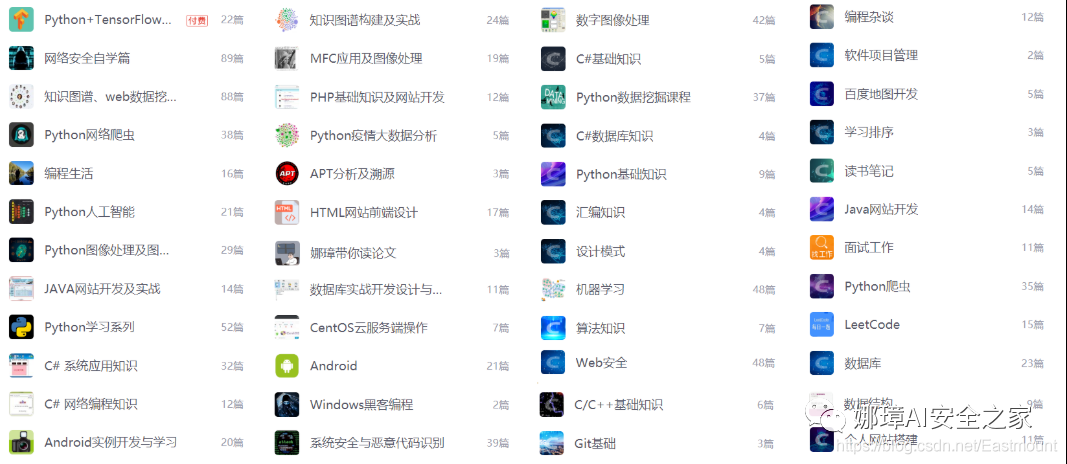 Python+TensorFlow... 付费 22篇
网络安全自学篇 89篇
知识图谱、web数据挖... 88篇
Python网络爬虫 38篇
编程生活 16篇
Python人工智能 21篇
Python图像处理及图... 29篇
JAVA网站开发及实战 14篇
Python学习系列 52篇
C# 系统应用知识 32篇
C# 网络编程知识 12篇
Android实例开发与学习 20篇
知识图谱构建及实战 24篇
MFC应用及图像处理 19篇
PHP基础知识及网站开发 12篇
Python疫情大数据分析 5篇
APT
APT分析及溯源 3篇
HTML
HTML网站前端设计 17篇
娜璋带你读论文 3篇
数据库实战开发设计与... 11篇
CentOS云服务端操作 7篇
Android 21篇
Windows黑客编程 2篇
系统安全与恶意代码识别 39篇
数字图像处理 42篇
C#基础知识 5篇
DATA MINING
Python数据挖掘课程 37篇
C#数据库知识 4篇
Python基础知识 9篇
汇编知识 4篇
设计模式 4篇
机器学习 48篇
算法知识 7篇
Web安全 48篇
C/C++基础知识 6篇
Git基础 3篇
编程杂谈 12篇
软件项目管理 2篇
百度地图开发 5篇
学习排序 3篇
读书笔记 5篇
Java网站开发 14篇
找工作
面试工作 11篇
Python爬虫 35篇
LeetCode
每日一题
LeetCode 15篇
数据库 23篇
数据结构 9篇
个人网站搭建 11篇
娜璋AI安全之家
https://blog.csdn.net/Eastmount